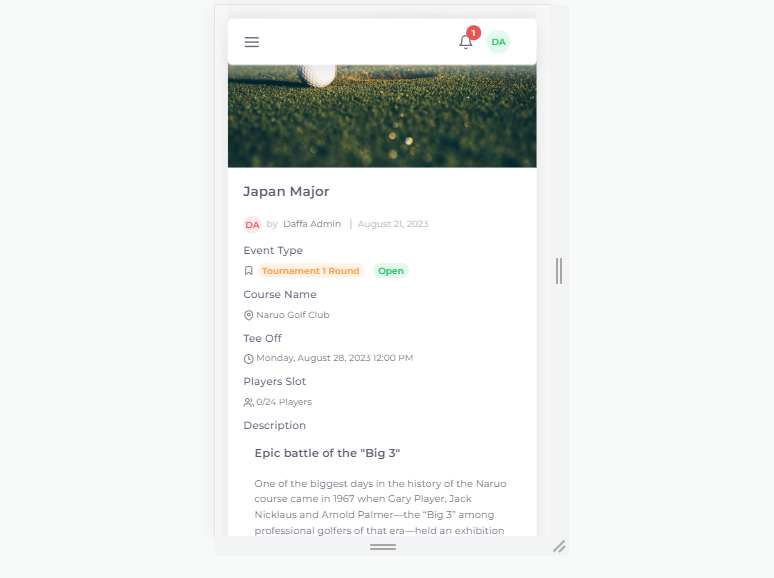 1
DA
Japan Major
DA by Daffa Admin | August 21, 2023
Event Type
Tournament 1 Round Open
Course Name
Naruo Golf Club
Tee Off
Monday, August 28, 2023 12:00 PM
Players Slot
0/24 Players
Description
Epic battle of the "Big 3"
One of the biggest days in the history of the Naruo
course came in 1967 when Gary Player, Jack
Nicklaus and Arnold Palmer—the “Big 3” among
professional golfers of that era—held an exhibition